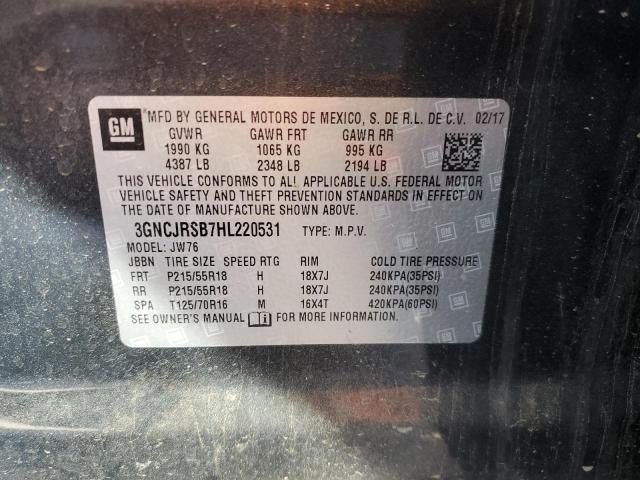 GM
MFD BY GENERAL MOTORS DE MEXICO, S. DE R.L. DE C.V. 02/17
GVWR GAWR FRT GAWR RR
1990 KG 1065 KG 995 KG
4387 LB 2348 LB 2194 LB
THIS VEHICLE CONFORMS TO ALL APPLICABLE U.S. FEDERAL MOTOR
VEHICLE SAFETY AND THEFT PREVENTION STANDARDS IN EFFECT ON
THE DATE OF MANUFACTURE SHOWN ABOVE.
3GNCJRSB7HL220531 TYPE: M.P.V.
MODEL: JW76
JBBN TIRE SIZE SPEED RTG RIM COLD TIRE PRESSURE
FRT P215/55R18 H 18X7J 240KPA(35PSI)
RR P215/55R18 H 18X7J 240KPA(35PSI)
SPA T125/70R16 M 16X4T 420KPA(60PSI)
SEE OWNER'S MANUAL FOR MORE INFORMATION.